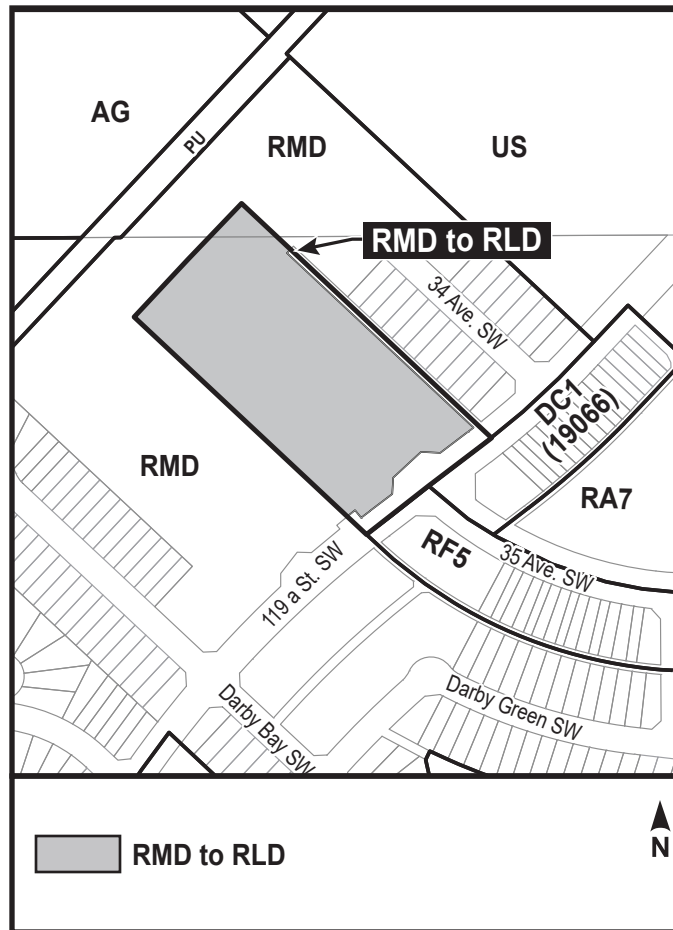 AG
PU
RMD
US
RMD to RLD
34 Ave. SW
DC1
(19066)
RMD
RA7
RF5
35 Ave. SW
119 a St. SW
Darby Green SW
Darby Bay SW
RMD to RLD
N